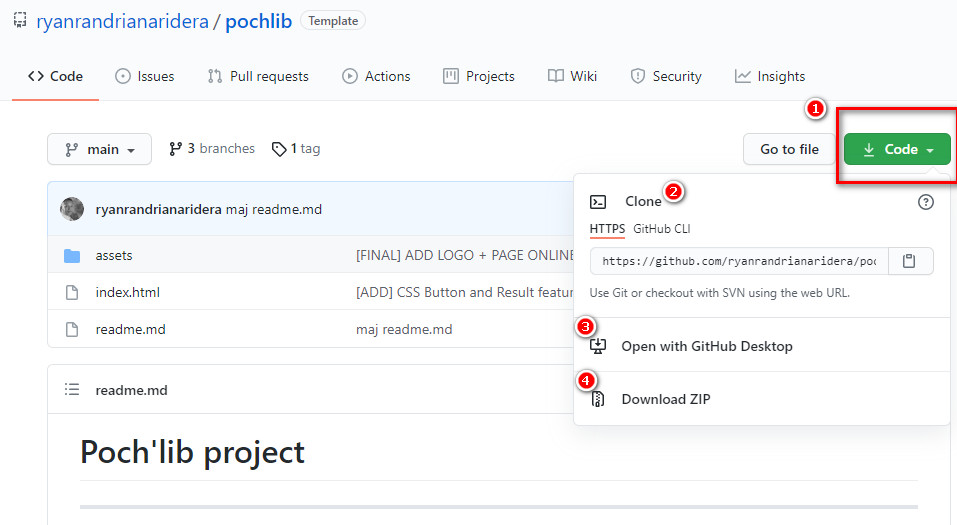 ryanrandrianaridera / pochlib Template
Code Issues Pull requests Actions Projects Wiki Security Insights
1
main 3 branches 1 tag Go to file Code
ryanrandrianaridera maj readme.md
Clone 2
HTTPS GitHub CLI
assets [FINAL] ADD LOGO + PAGE ONLINE
https://github.com/ryanrandrianaridera/poc
index.html [ADD] CSS Button and Result featur
Use Git or checkout with SVN using the web URL.
readme.md maj readme.md
3
Open with GitHub Desktop
4
readme.md
Download ZIP
Poch'lib project